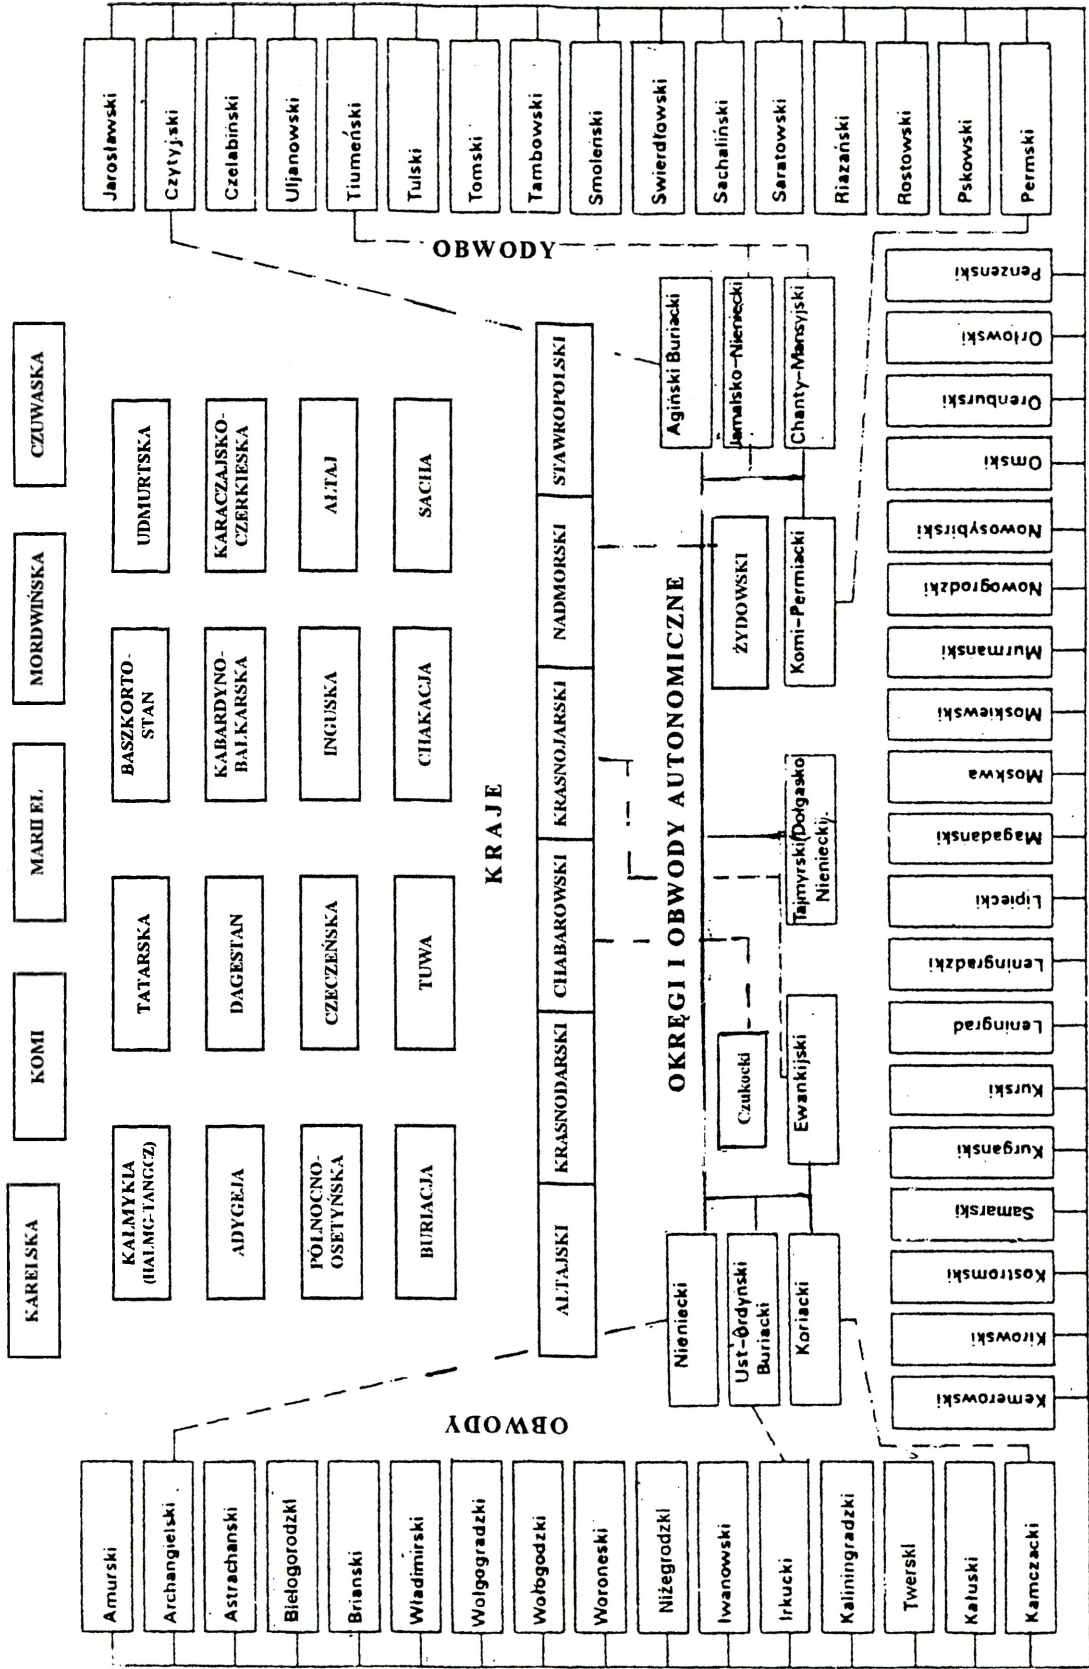 KARELSKA
KOMI
MARII EL
MORDWIŃSKA
CZUWASKA
KAŁMYKIA
(HALMG-TANGCZ)
TATARSKA
BASZKORTO-
STAN
UDMURTSKA
ADYGEJA
DAGESTAN
KABARDYNO-
BAŁKARSKA
KARACZAJSKO-
CZERKIESKA
PÓŁNOCNO-
OSETYŃSKA
CZECZEŃSKA
INGUSKA
AŁTAJ
BURIACJA
TUWA
CHAKACJA
SACHA
KRAJE
AŁTAJSKI
KRASNODARSKI
CHABAROWSKI
KRASNOJARSKI
NADMORSKI
STAWROPOLSKI
OKRĘGI I OBWODY AUTONOMICZNE
Nieniecki
Ust-Ordyński
Buriacki
Koriacki
Czukocki
Ewankijski
Tajmyrski/Dołgasko
Nieniecki/.
ŻYDOWSKI
Komi-Permiacki
Agiński Buriacki
Jamalsko-Nieniecki
Chanty-Mansyjski
OBWODY
Amurski
Archangielski
Astrachanski
Biełgorodzki
Brianski
Władimirski
Wołgogradzki
Wołogodzki
Woroneski
Niżegrodzki
Iwanowski
Irkucki
Kaliningradzki
Twerski
Kałuski
Kamczacki
Kemerowski
Kirowski
Kostromski
Samarski
Kurganski
Kurski
Leningrad
Leningradzki
Lipiecki
Magadanski
Moskwa
Moskiewski
Murmanski
Nowogrodzki
Nowosybirski
Omski
Orenburski
Orłowski
Penzenski
OBWODY
Jarosławski
Czytyjski
Czelabiński
Uljanowski
Tiumeński
Tulski
Tomski
Tambowski
Smoleński
Swierdłowski
Sachaliński
Saratowski
Riazański
Rostowski
Pskowski
Permski